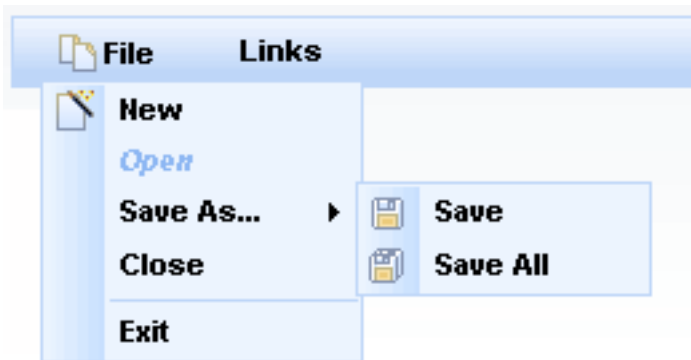 File Links
New
Open
Save As... Save
Close Save All
Exit